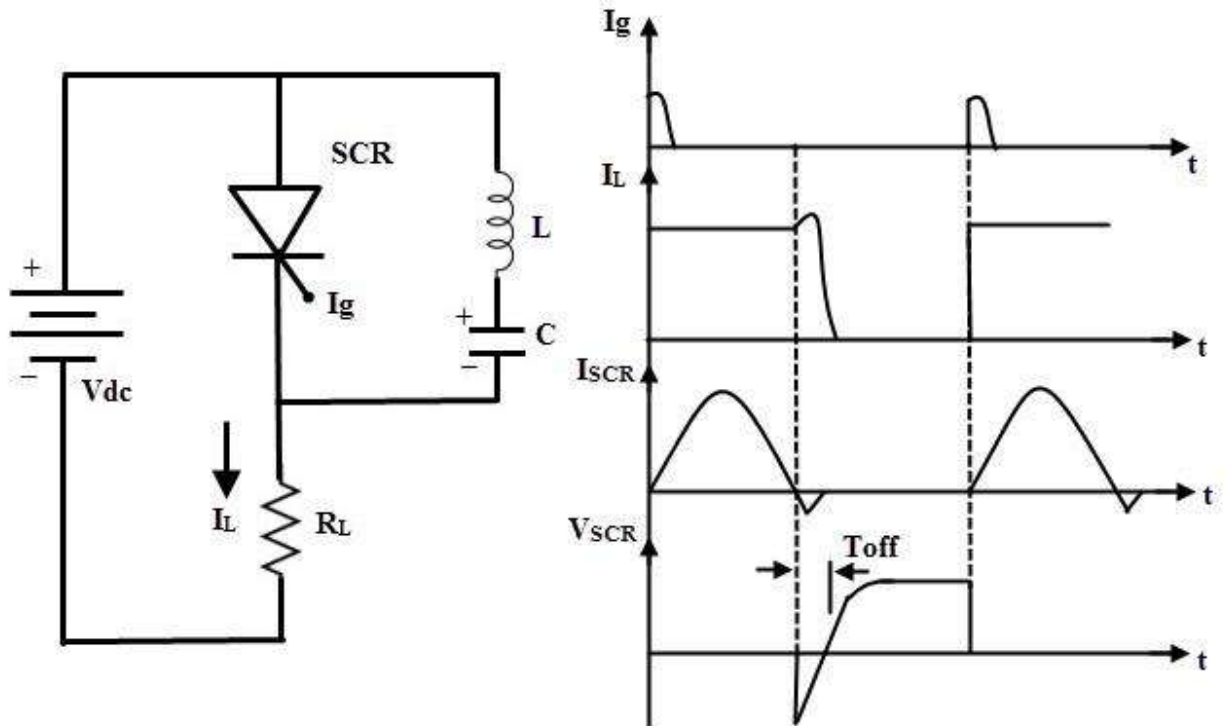 SCR
L
Ig
+
C
−
+
−
Vdc
IL
RL
Ig
t
IL
t
ISCR
t
VSCR
Toff
t